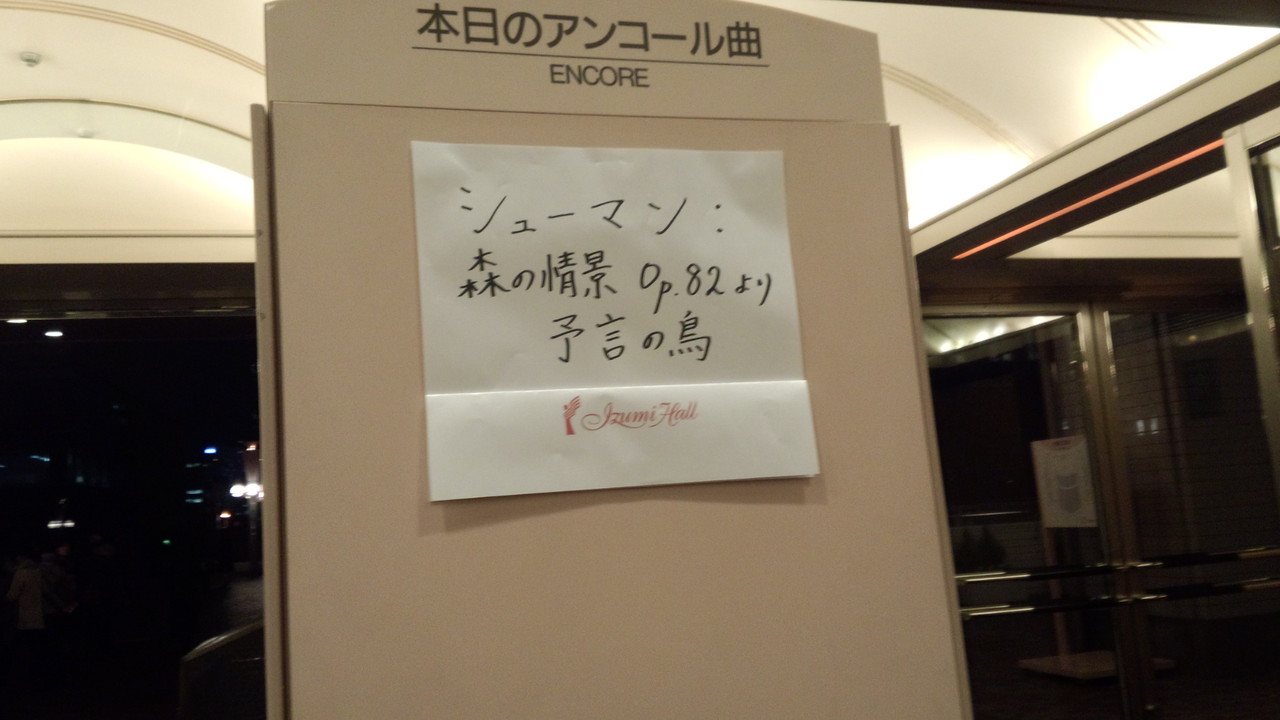 本日のアンコール曲
ENCORE
シューマン:
森の情景 Op.82より
予言の鳥
Izumi Hall